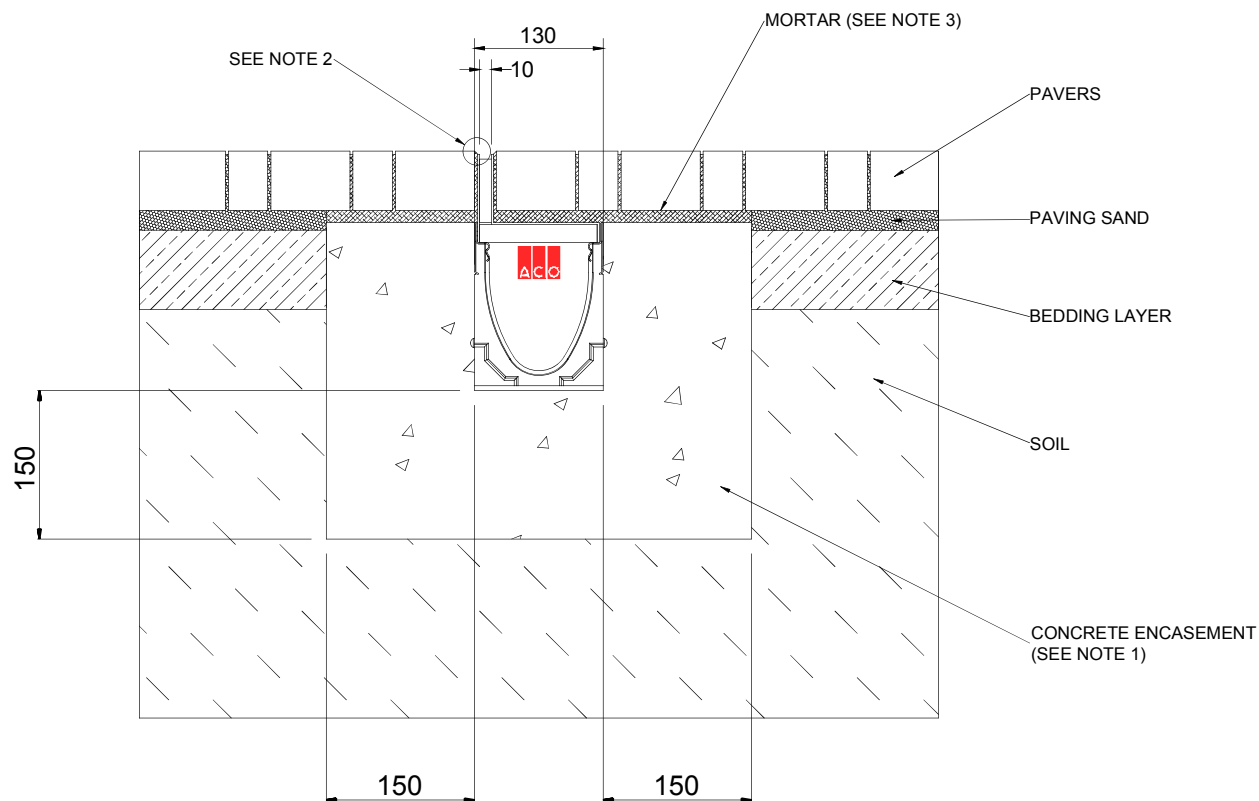 MORTAR (SEE NOTE 3)
130
SEE NOTE 2
10
PAVERS
PAVING SAND
ACO
BEDDING LAYER
SOIL
150
CONCRETE ENCASEMENT
(SEE NOTE 1)
150
150